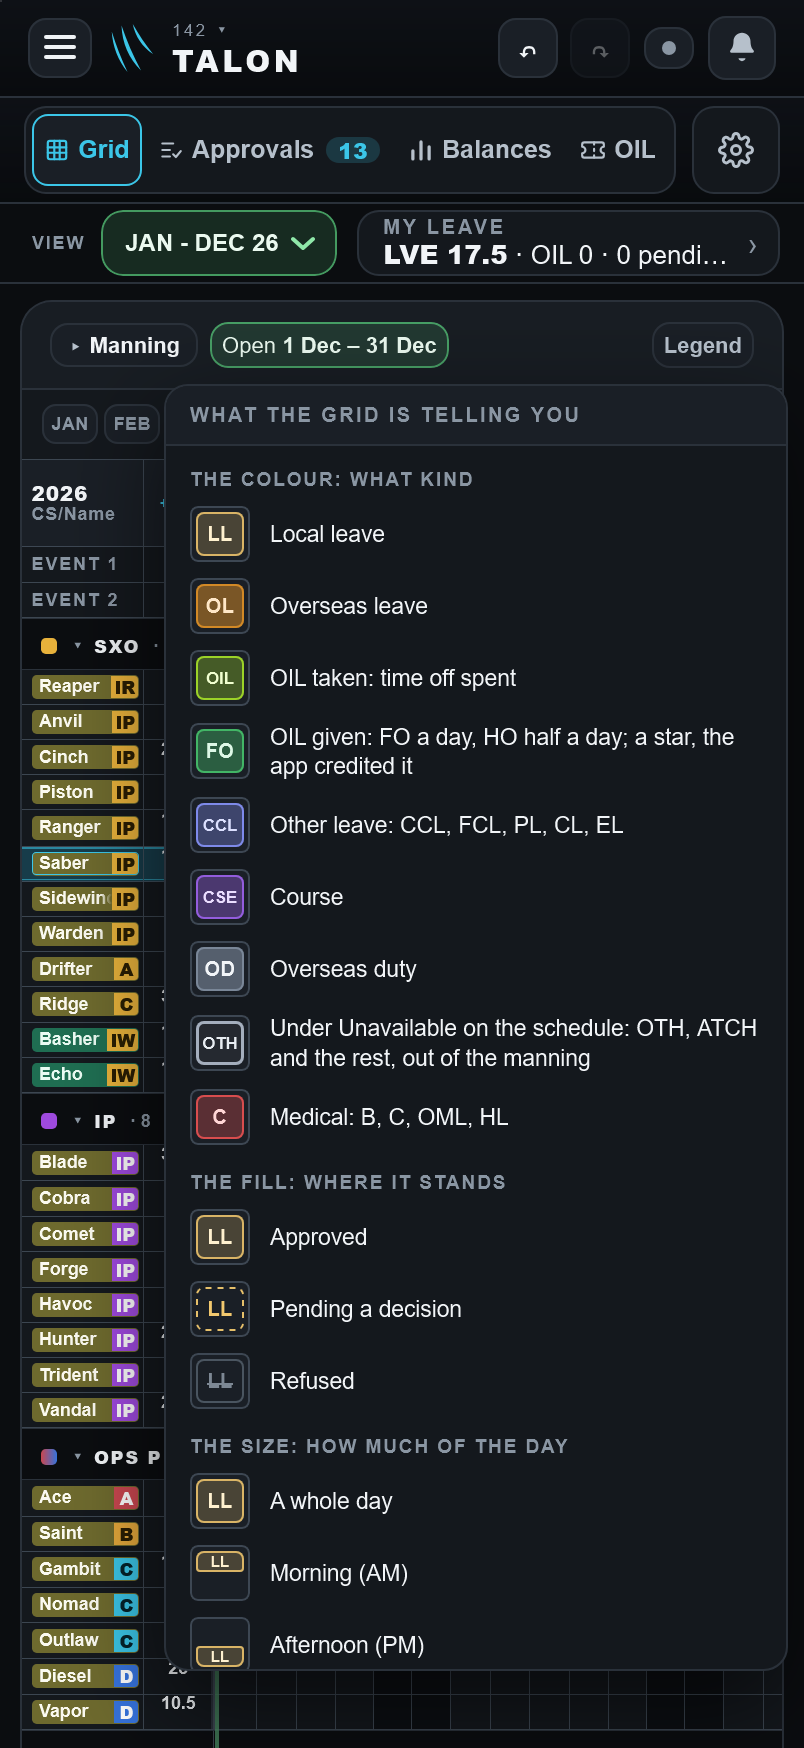 142 ▾
TALON
Grid
Approvals 13
Balances
OIL
VIEW
JAN - DEC 26
MY LEAVE
LVE 17.5 · OIL 0 · 0 pendi…
▸ Manning
Open 1 Dec – 31 Dec
Legend
JAN
FEB
WHAT THE GRID IS TELLING YOU
2026
CS/Name
EVENT 1
EVENT 2
▾ SXO ·
Reaper IR
Anvil IP
Cinch IP
Piston IP
Ranger IP
Saber IP
Sidewin IP
Warden IP
Drifter A
Ridge C
Basher IW
Echo IW
▾ IP · 8
Blade IP
Cobra IP
Comet IP
Forge IP
Havoc IP
Hunter IP
Trident IP
Vandal IP
▾ OPS P
Ace A
Saint B
Gambit C
Nomad C
Outlaw C
Diesel D
Vapor D 10.5
THE COLOUR: WHAT KIND
LL Local leave
OL Overseas leave
OIL OIL taken: time off spent
FO OIL given: FO a day, HO half a day; a star, the
app credited it
CCL Other leave: CCL, FCL, PL, CL, EL
CSE Course
OD Overseas duty
OTH Under Unavailable on the schedule: OTH, ATCH
and the rest, out of the manning
C Medical: B, C, OML, HL
THE FILL: WHERE IT STANDS
LL Approved
LL Pending a decision
LL Refused
THE SIZE: HOW MUCH OF THE DAY
LL A whole day
LL Morning (AM)
LL Afternoon (PM)